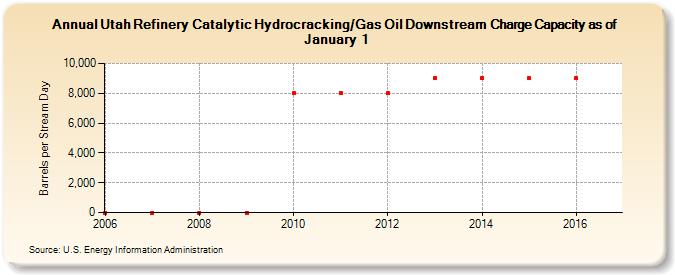 Annual Utah Refinery Catalytic Hydrocracking/Gas Oil Downstream Charge Capacity as of
January 1
Barrels per Stream Day
10,000
8,000
6,000
4,000
2,000
0
2006 2008 2010 2012 2014 2016
Source: U.S. Energy Information Administration